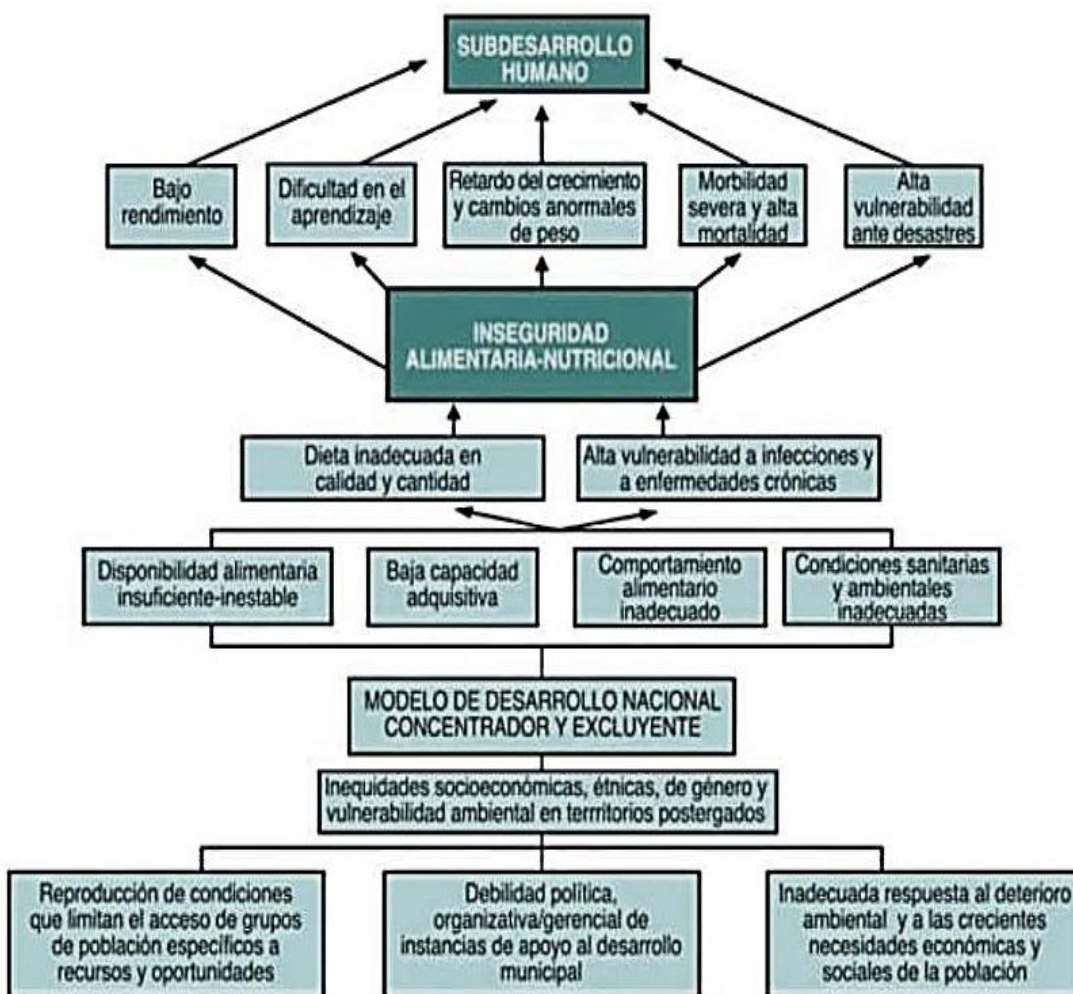 SUBDESARROLLO
HUMANO
Bajo
rendimiento
Dificultad en el
aprendizaje
Retardo del crecimiento
y cambios anormales
de peso
Morbilidad
severa y alta
mortalidad
Alta
vulnerabilidad
ante desastres
INSEGURIDAD
ALIMENTARIA-NUTRICIONAL
Dieta inadecuada en
calidad y cantidad
Alta vulnerabilidad a infecciones y
a enfermedades crónicas
Disponibilidad alimentaria
insuficiente-inestable
Baja capacidad
adquisitiva
Comportamiento
alimentario
inadecuado
Condiciones sanitarias
y ambientales
inadecuadas
MODELO DE DESARROLLO NACIONAL
CONCENTRADOR Y EXCLUYENTE
Inequidades socioeconómicas, étnicas, de género y
vulnerabilidad ambiental en terrritorios postergados
Reproducción de condiciones
que limitan el acceso de grupos
de población específicos a
recursos y oportunidades
Debilidad política,
organizativa/gerencial de
instancias de apoyo al desarrollo
municipal
Inadecuada respuesta al deterioro
ambiental y a las crecientes
necesidades económicas y
sociales de la población